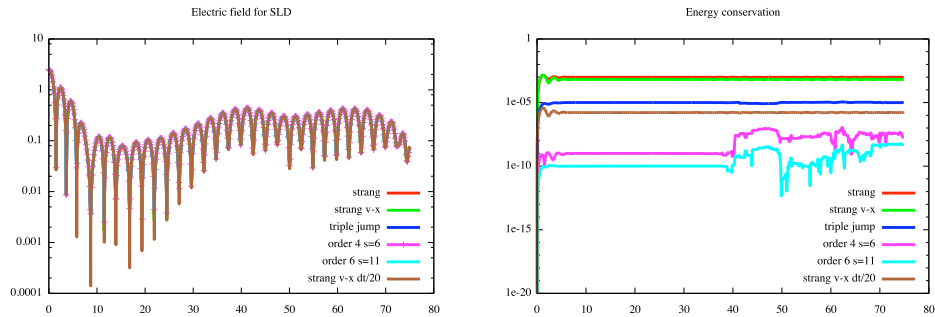 Electric field for SLD
10
1
0.1
0.01
0.001
0.0001
0 10 20 30 40 50 60 70 80
strang
strang v-x
triple jump
order 4 s=6
order 6 s=11
strang v-x dt/20
Energy conservation
1
1e-05
1e-10
1e-15
1e-20
0 10 20 30 40 50 60 70 80
strang
strang v-x
triple jump
order 4 s=6
order 6 s=11
strang v-x dt/20